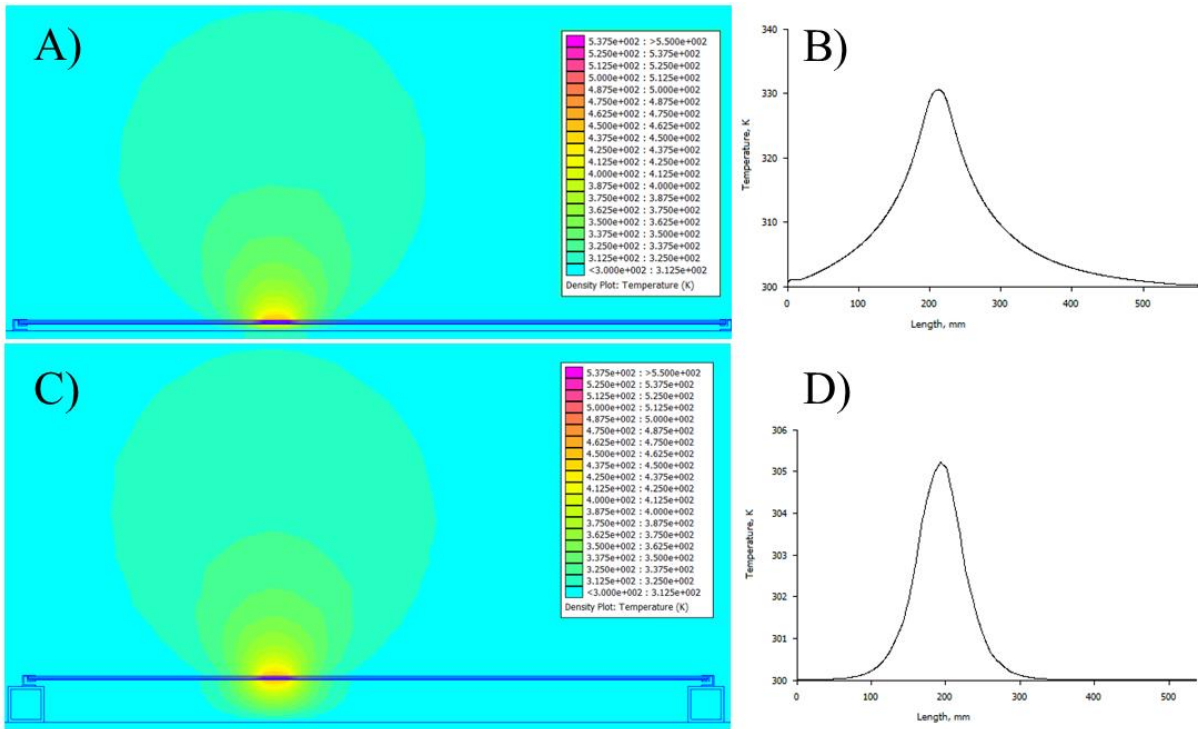 A)
5.375e+002 : >5.500e+002
5.250e+002 : 5.375e+002
5.125e+002 : 5.250e+002
5.000e+002 : 5.125e+002
4.875e+002 : 5.000e+002
4.750e+002 : 4.875e+002
4.625e+002 : 4.750e+002
4.500e+002 : 4.625e+002
4.375e+002 : 4.500e+002
4.250e+002 : 4.375e+002
4.125e+002 : 4.250e+002
4.000e+002 : 4.125e+002
3.875e+002 : 4.000e+002
3.750e+002 : 3.875e+002
3.625e+002 : 3.750e+002
3.500e+002 : 3.625e+002
3.375e+002 : 3.500e+002
3.250e+002 : 3.375e+002
3.125e+002 : 3.250e+002
<3.000e+002 : 3.125e+002
Density Plot: Temperature (K)
B)
340
330
320
310
300
Temperature, K
0 100 200 300 400 500
Length, mm
C)
5.375e+002 : >5.500e+002
5.250e+002 : 5.375e+002
5.125e+002 : 5.250e+002
5.000e+002 : 5.125e+002
4.875e+002 : 5.000e+002
4.750e+002 : 4.875e+002
4.625e+002 : 4.750e+002
4.500e+002 : 4.625e+002
4.375e+002 : 4.500e+002
4.250e+002 : 4.375e+002
4.125e+002 : 4.250e+002
4.000e+002 : 4.125e+002
3.875e+002 : 4.000e+002
3.750e+002 : 3.875e+002
3.625e+002 : 3.750e+002
3.500e+002 : 3.625e+002
3.375e+002 : 3.500e+002
3.250e+002 : 3.375e+002
3.125e+002 : 3.250e+002
<3.000e+002 : 3.125e+002
Density Plot: Temperature (K)
D)
306
305
304
303
302
301
300
Temperature, K
0 100 200 300 400 500
Length, mm